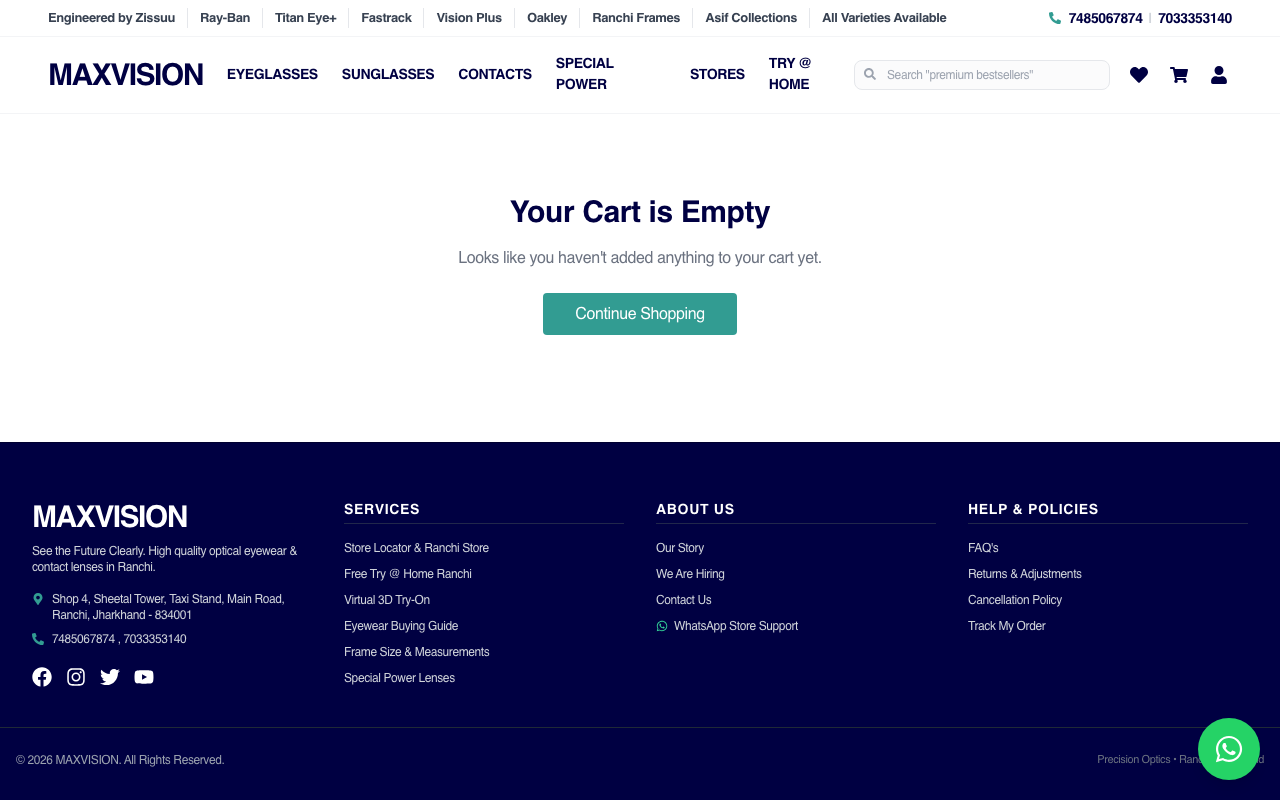 Engineered by Zissuu
Ray-Ban
Titan Eye+
Fastrack
Vision Plus
Oakley
Ranchi Frames
Asif Collections
All Varieties Available
7485067874 | 7033353140
MAXVISION
EYEGLASSES
SUNGLASSES
CONTACTS
SPECIAL
POWER
STORES
TRY @
HOME
Search "premium bestsellers"
Your Cart is Empty
Looks like you haven't added anything to your cart yet.
Continue Shopping
MAXVISION
See the Future Clearly. High quality optical eyewear &
contact lenses in Ranchi.
Shop 4, Sheetal Tower, Taxi Stand, Main Road,
Ranchi, Jharkhand - 834001
7485067874 , 7033353140
SERVICES
Store Locator & Ranchi Store
Free Try @ Home Ranchi
Virtual 3D Try-On
Eyewear Buying Guide
Frame Size & Measurements
Special Power Lenses
ABOUT US
Our Story
We Are Hiring
Contact Us
WhatsApp Store Support
HELP & POLICIES
FAQ's
Returns & Adjustments
Cancellation Policy
Track My Order
© 2026 MAXVISION. All Rights Reserved.
Precision Optics •